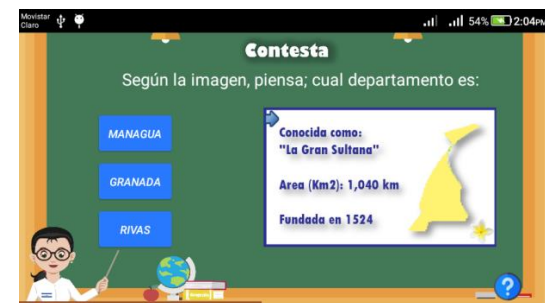 Movistar
Claro
54% 2:04PM
Contesta
Según la imagen, piensa; cual departamento es:
MANAGUA
GRANADA
RIVAS
Conocida como:
"La Gran Sultana"
Area (Km2): 1,040 km
Fundada en 1524
?